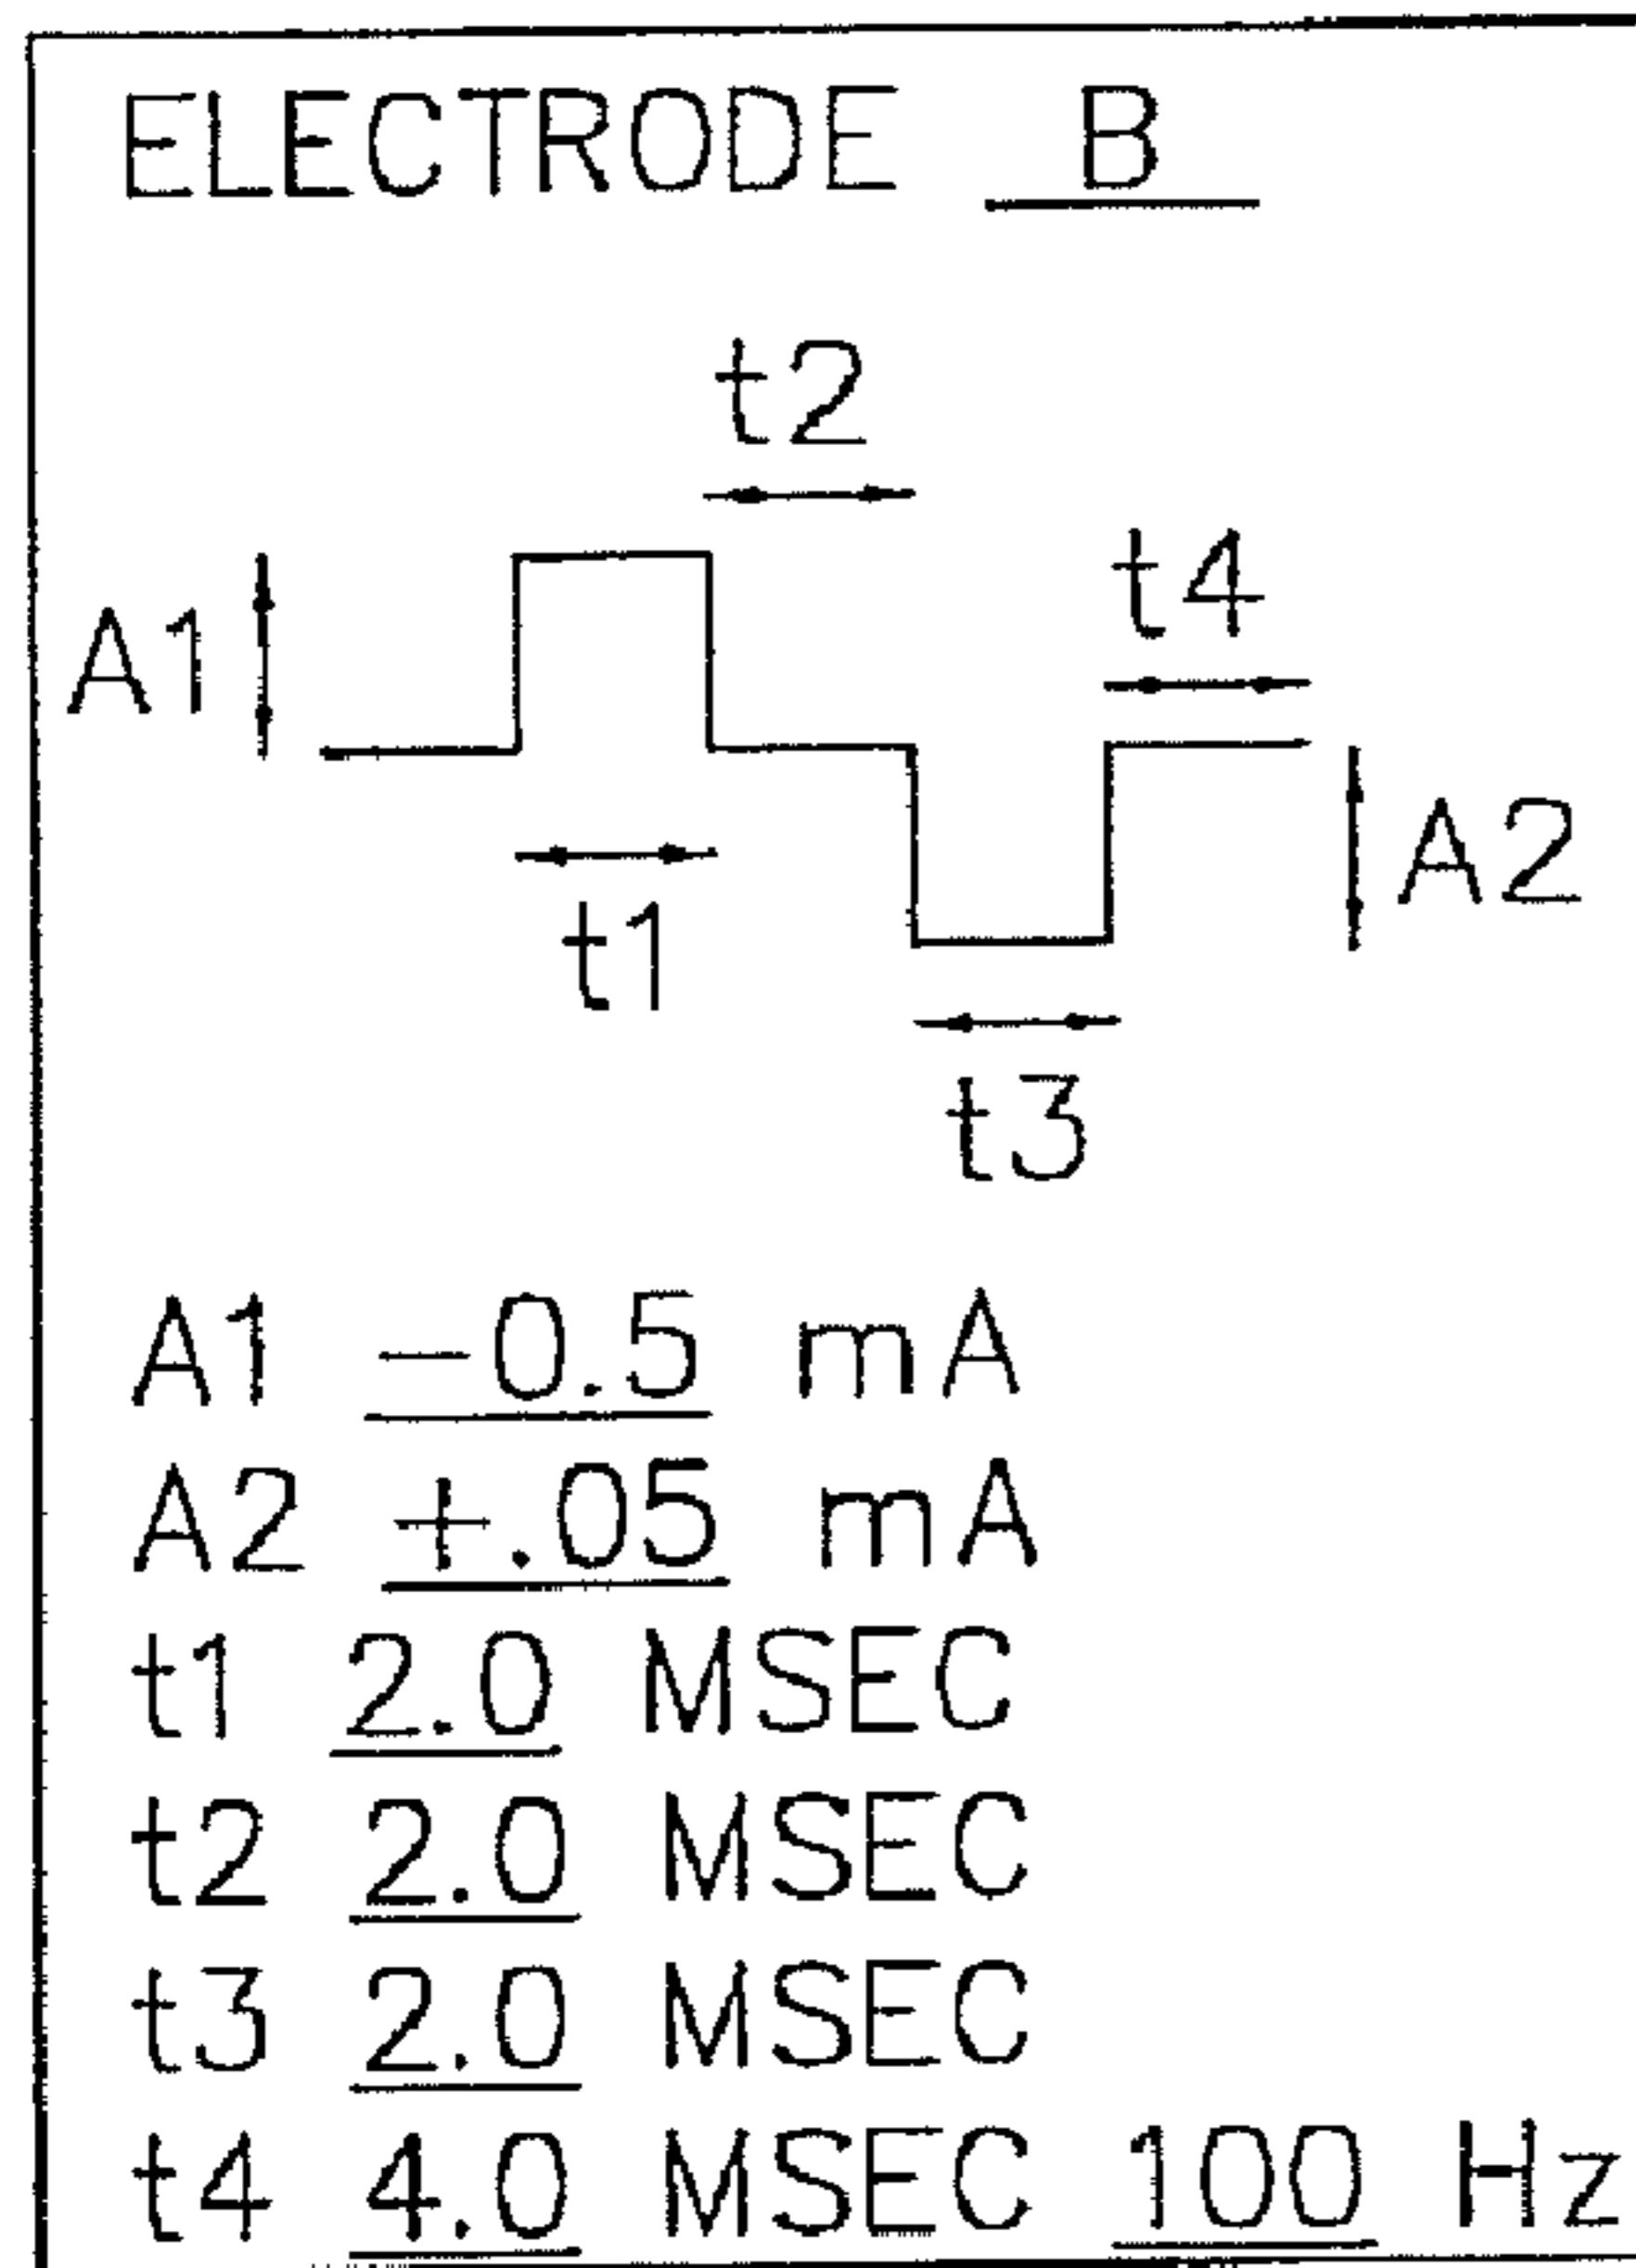 ELECTRODE B
t2
t4
A1
A2
t1
t3
A1 -0.5 mA
A2 +.05 mA
t1 2.0 MSEC
t2 2.0 MSEC
t3 2.0 MSEC
t4 4.0 MSEC 100 Hz